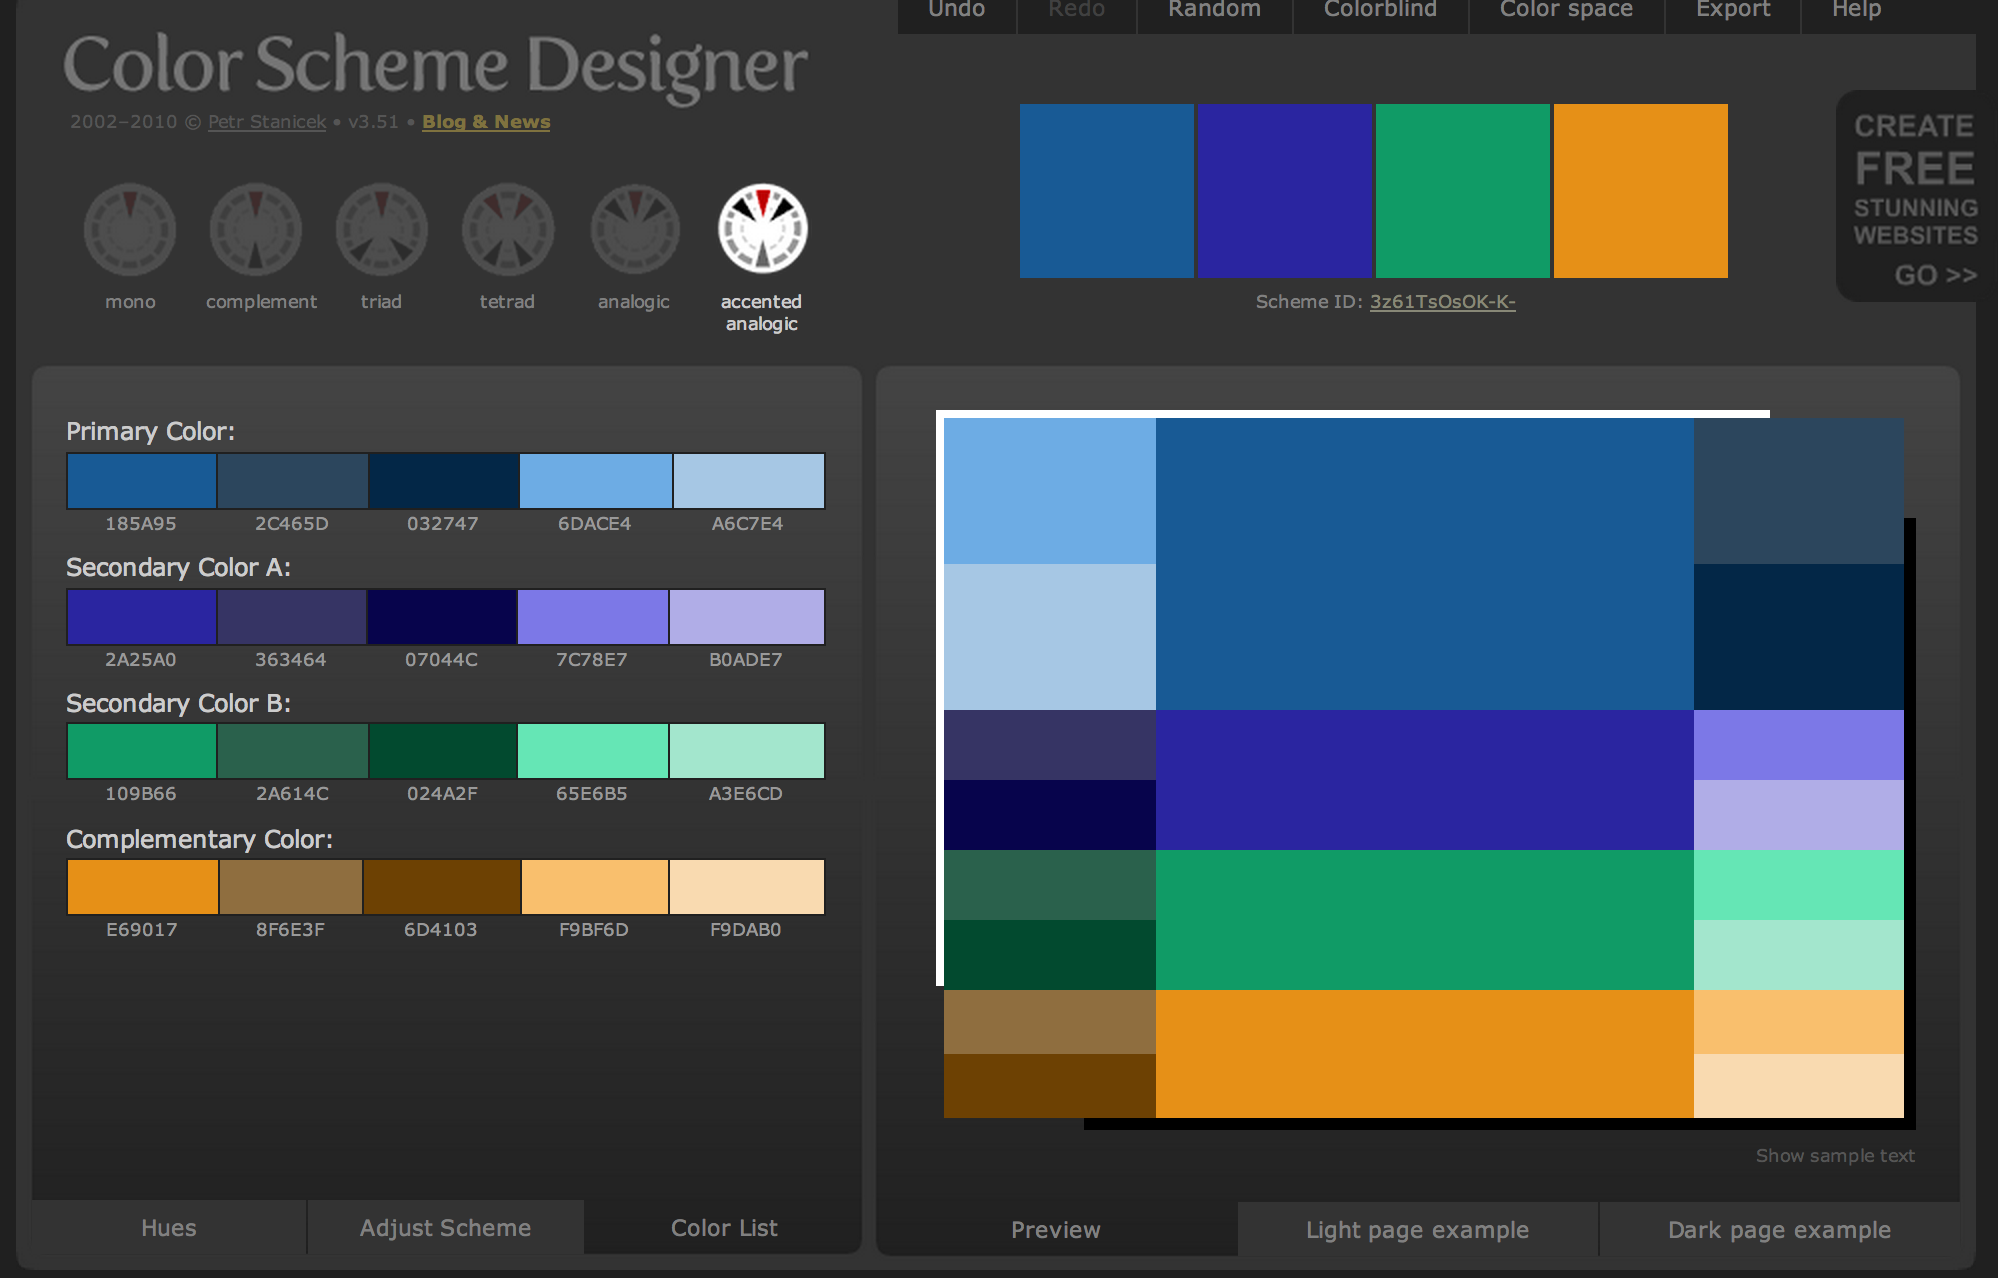 Undo Redo Random Colorblind Color space Export Help
Color Scheme Designer
2002–2010 © Petr Stanicek • v3.51 • Blog & News
mono complement triad tetrad analogic accented
analogic
Scheme ID: 3z61TsOsOK-K-
CREATE
FREE
STUNNING
WEBSITES
GO >>
Primary Color:
185A95 2C465D 032747 6DACE4 A6C7E4
Secondary Color A:
2A25A0 363464 07044C 7C78E7 B0ADE7
Secondary Color B:
109B66 2A614C 024A2F 65E6B5 A3E6CD
Complementary Color:
E69017 8F6E3F 6D4103 F9BF6D F9DAB0
Show sample text
Hues Adjust Scheme Color List
Preview Light page example Dark page example